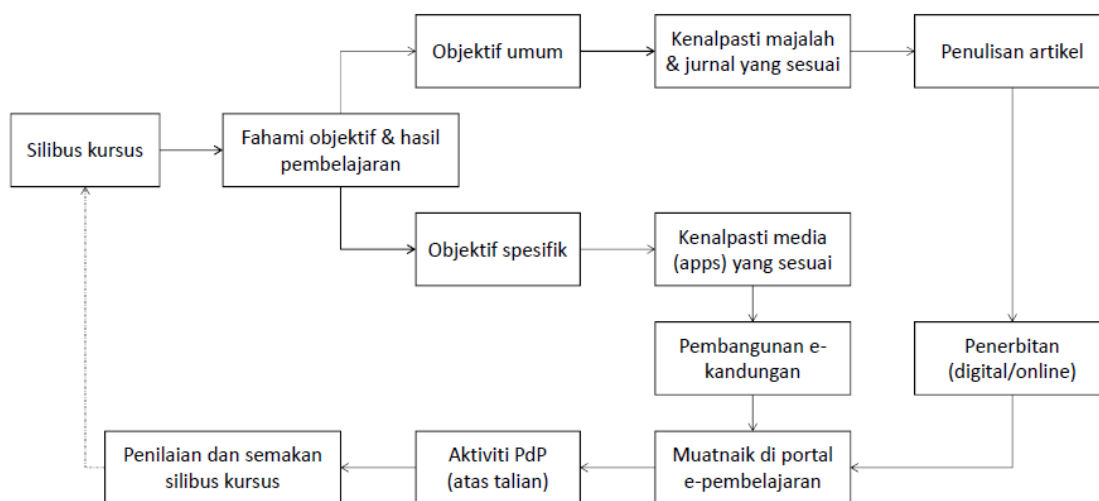 Objektif umum
Kenalpasti majalah
& jurnal yang sesuai
Penulisan artikel
Silibus kursus
Fahami objektif & hasil
pembelajaran
Objektif spesifik
Kenalpasti media
(apps) yang sesuai
Pembangunan e-
kandungan
Penerbitan
(digital/online)
Penilaian dan semakan
silibus kursus
Aktiviti PdP
(atas talian)
Muatnaik di portal
e-pembelajaran